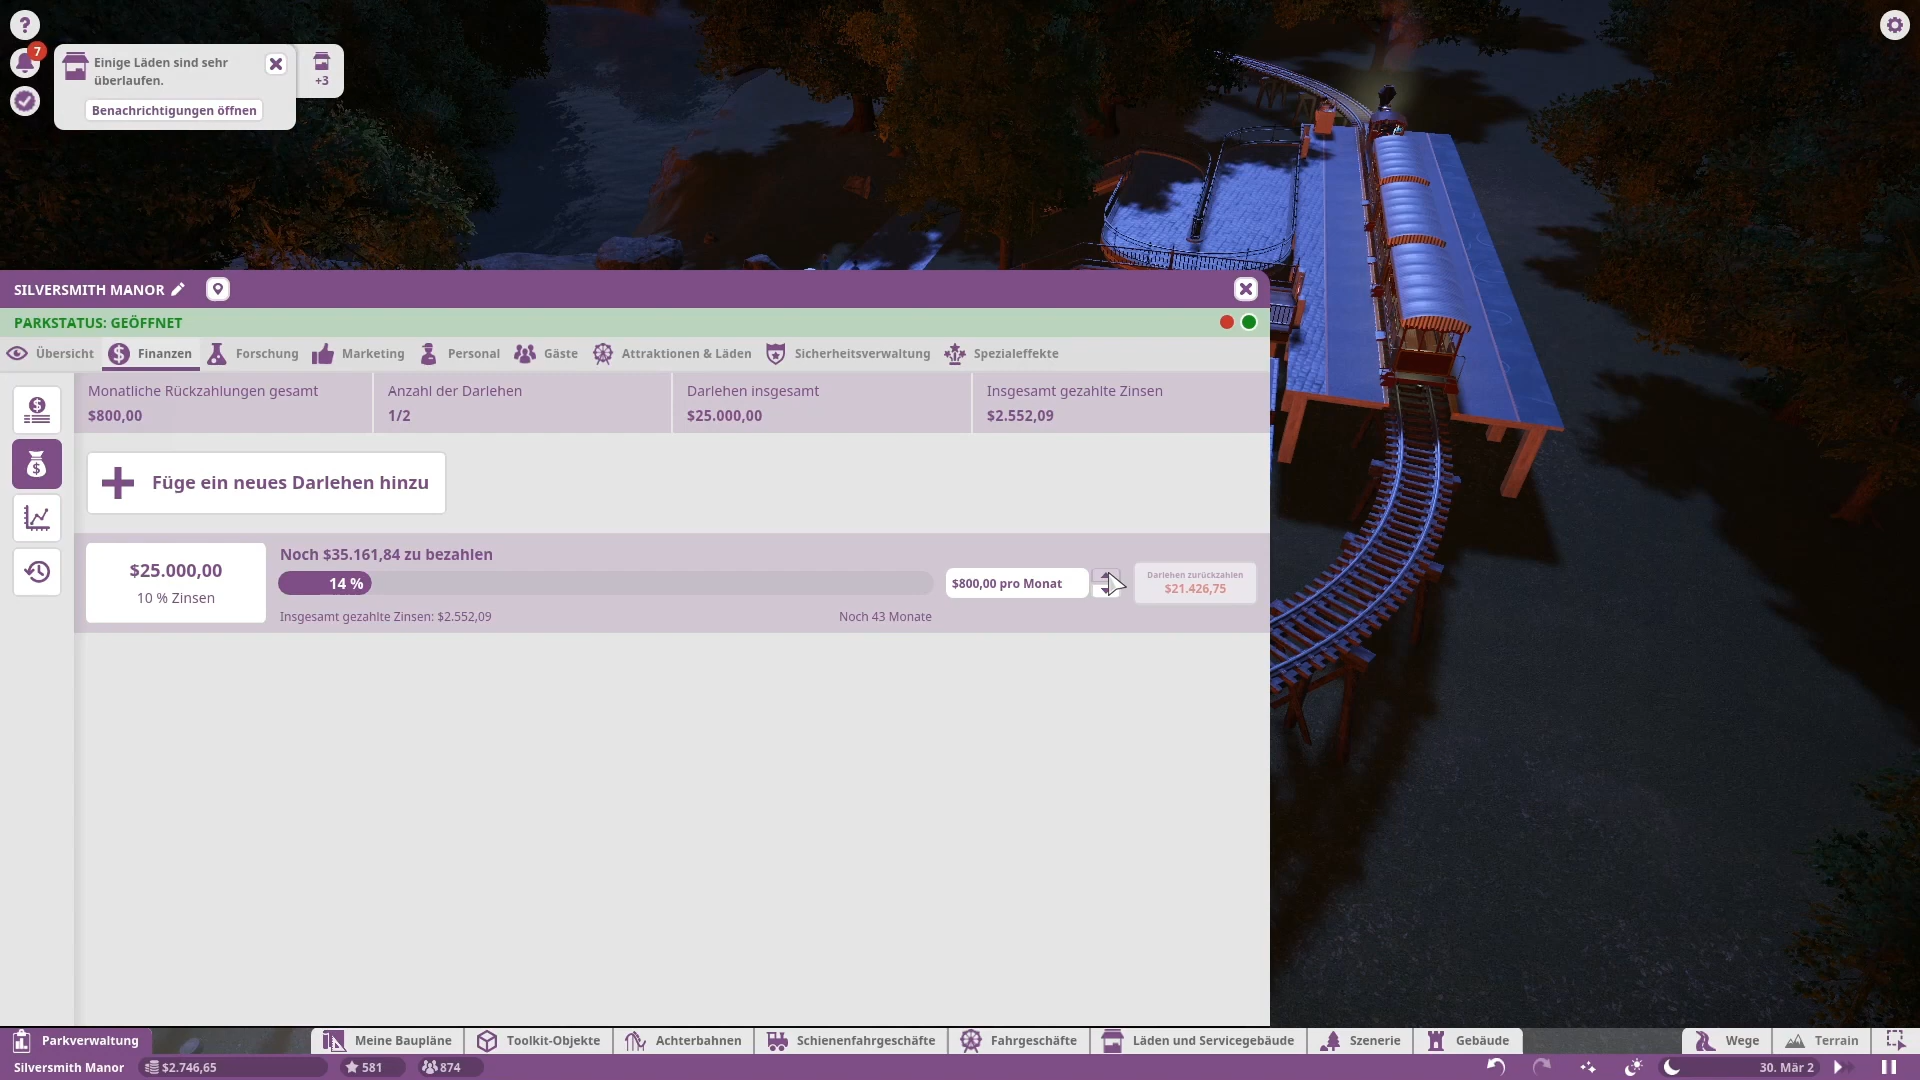 ?
7
Einige Läden sind sehr
überlaufen.
Benachrichtigungen öffnen
+3
SILVERSMITH MANOR
PARKSTATUS: GEÖFFNET
Übersicht
Finanzen
Forschung
Marketing
Personal
Gäste
Attraktionen & Läden
Sicherheitsverwaltung
Spezialeffekte
Monatliche Rückzahlungen gesamt
$800,00
Anzahl der Darlehen
1/2
Darlehen insgesamt
$25.000,00
Insgesamt gezahlte Zinsen
$2.552,09
Füge ein neues Darlehen hinzu
$25.000,00
10 % Zinsen
Noch $35.161,84 zu bezahlen
14 %
Insgesamt gezahlte Zinsen: $2.552,09
Noch 43 Monate
$800,00 pro Monat
Darlehen zurückzahlen
$21.426,75
Parkverwaltung
Meine Baupläne
Toolkit-Objekte
Achterbahnen
Schienenfahrgeschäfte
Fahrgeschäfte
Läden und Servicegebäude
Szenerie
Gebäude
Wege
Terrain
Silversmith Manor
$2.746,65
581
874
30. Mär 2